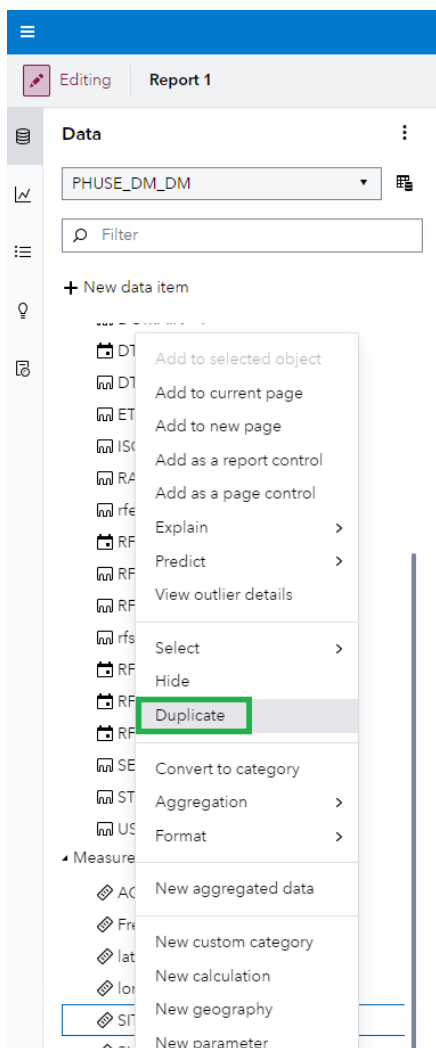 Editing Report 1
Data
PHUSE_DM_DM
Filter
New data item
Add to selected object
Add to current page
Add to new page
Add as a report control
Add as a page control
Explain
Predict
View outlier details
Select
Hide
Duplicate
Convert to category
Aggregation
Format
New aggregated data
New custom category
New calculation
New geography
New parameter
DT
DT
ET
RA
rfe
RF
RF
RF
rfs
RF
RF
RF
SE
ST
US
Measure
Fre
lat
SIT